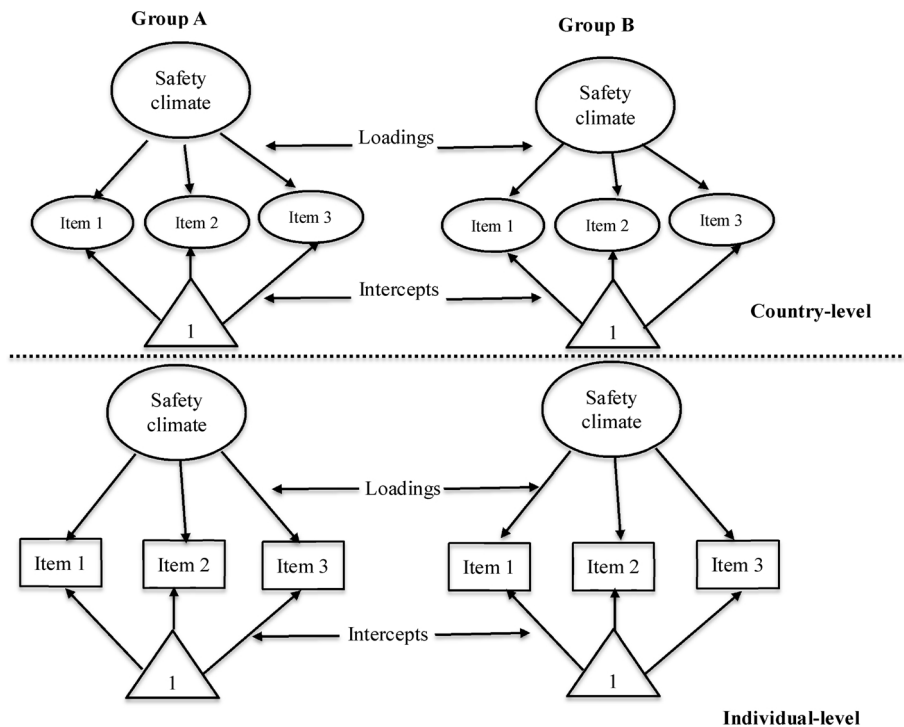 Group A
Group B
Safety
climate
Safety
climate
Loadings
Item 1
Item 2
Item 3
Item 1
Item 2
Item 3
Intercepts
1
1
Country-level
Safety
climate
Safety
climate
Loadings
Item 1
Item 2
Item 3
Item 1
Item 2
Item 3
Intercepts
1
1
Individual-level